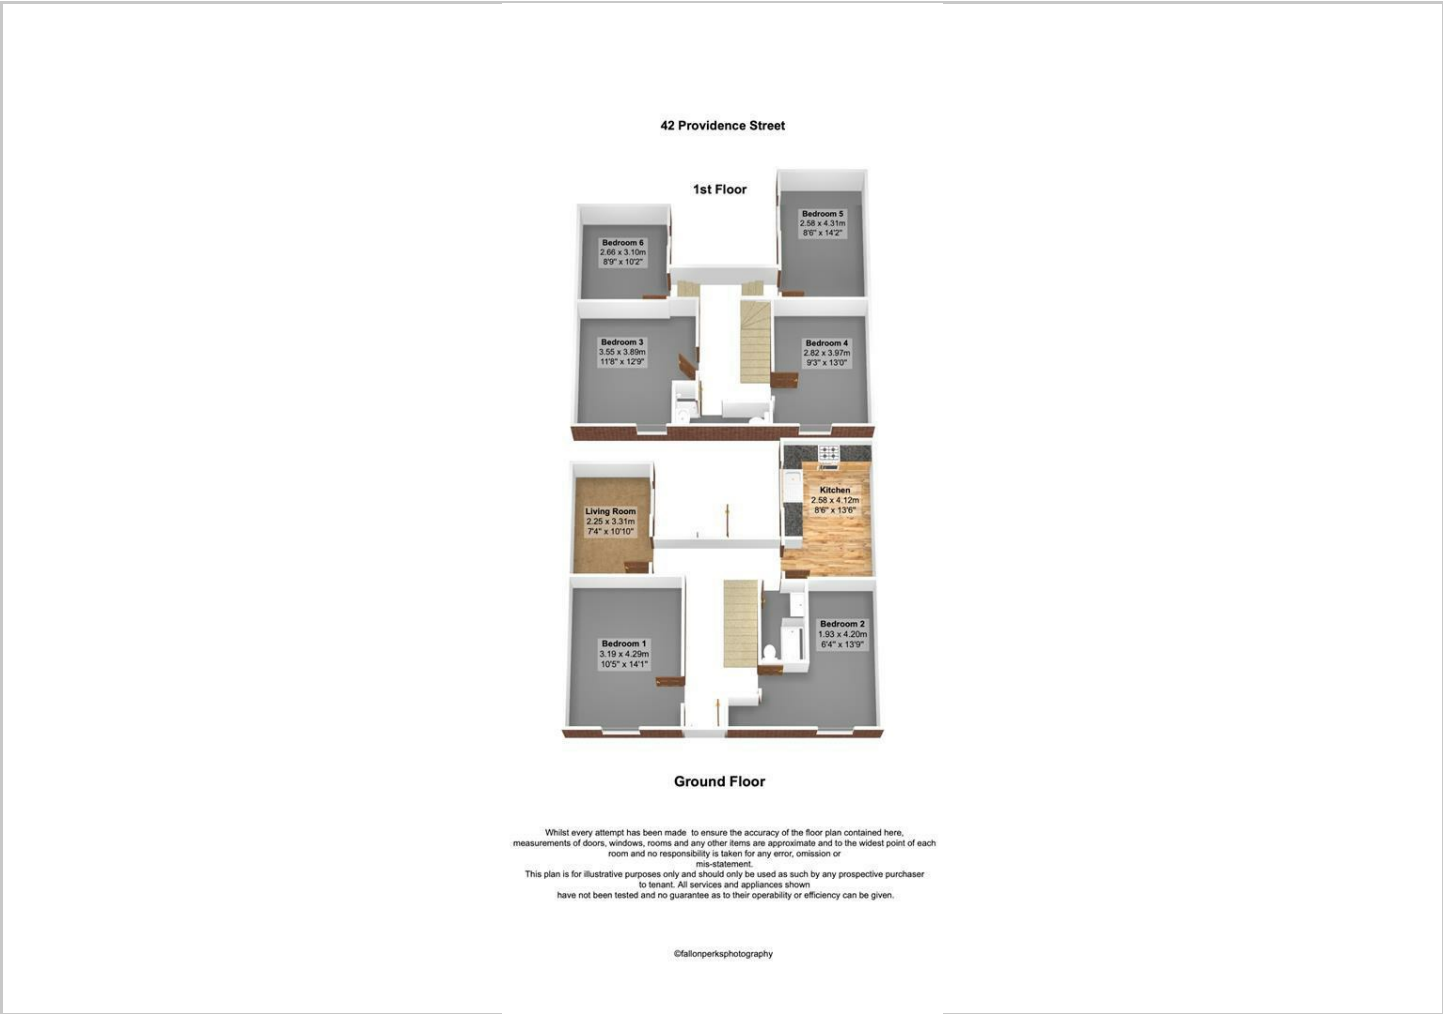 42 Providence Street
1st Floor
Bedroom 5
2.58 x 4.31m
8'6" x 14'2"
Bedroom 6
2.66 x 3.10m
8'9" x 10'2"
Bedroom 3
3.55 x 3.89m
11'8" x 12'9"
Bedroom 4
2.82 x 3.97m
9'3" x 13'0"
Kitchen
2.58 x 4.12m
8'6" x 13'6"
Living Room
2.25 x 3.31m
7'4" x 10'10"
Bedroom 2
1.93 x 4.20m
6'4" x 13'9"
Bedroom 1
3.19 x 4.29m
10'5" x 14'1"
Ground Floor
Whilst every attempt has been made to ensure the accuracy of the floor plan contained here,
measurements of doors, windows, rooms and any other items are approximate and to the widest point of each
room and no responsibility is taken for any error, omission or
mis-statement.
This plan is for illustrative purposes only and should only be used as such by any prospective purchaser
to tenant. All services and appliances shown
have not been tested and no guarantee as to their operability or efficiency can be given.
©fallonperksphotography